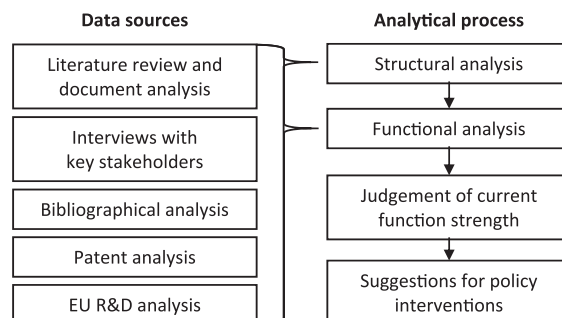 Data sources
Literature review and
document analysis
Interviews with
key stakeholders
Bibliographical analysis
Patent analysis
EU R&D analysis
Analytical process
Structural analysis
Functional analysis
Judgement of current
function strength
Suggestions for policy
interventions